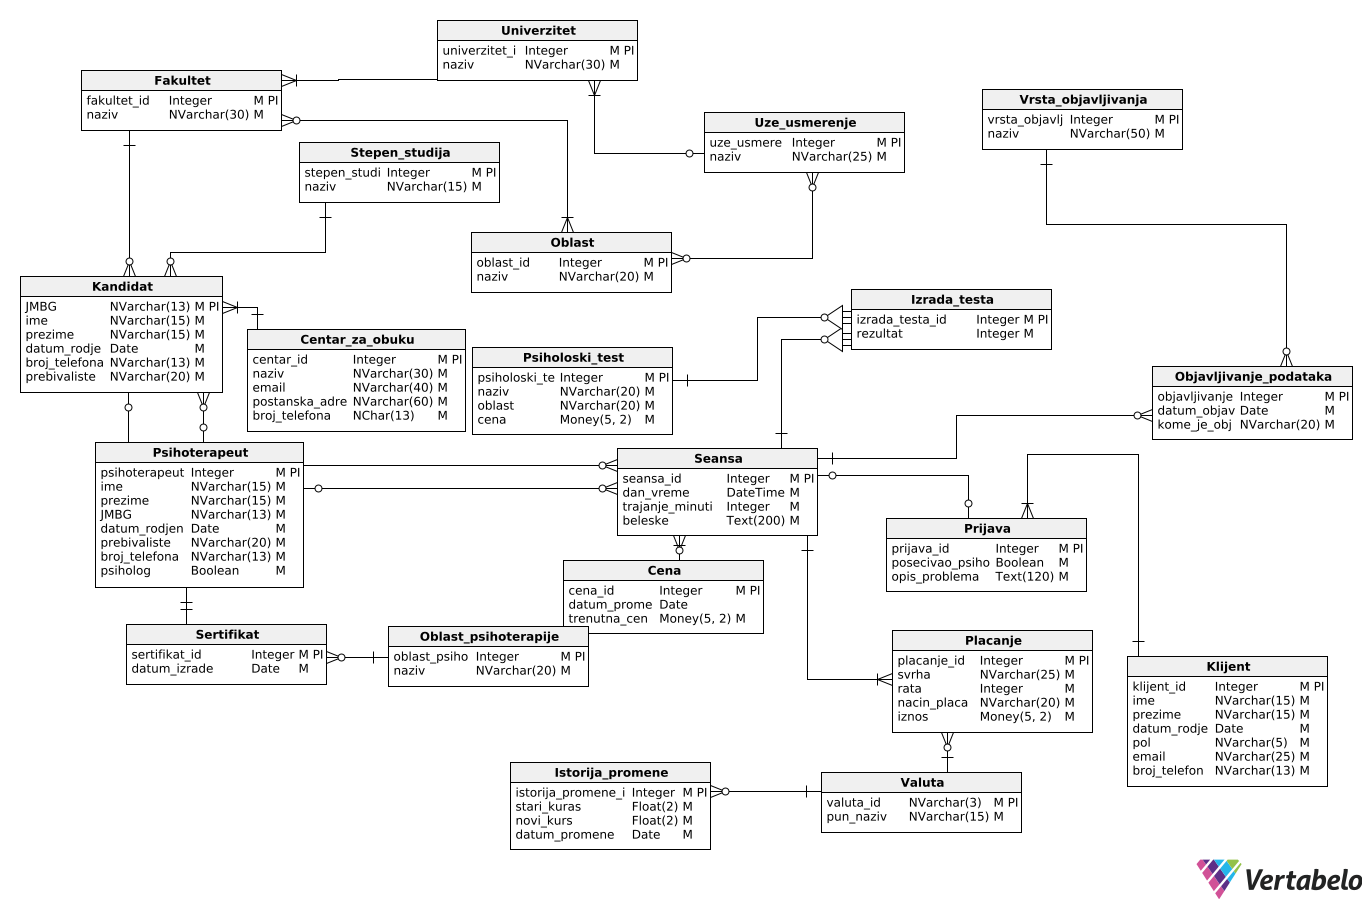 Univerzitet
univerzitet_i Integer M PI
naziv NVarchar(30) M
Fakultet
fakultet_id Integer M PI
naziv NVarchar(30) M
Vrsta_objavljivanja
vrsta_objavlj Integer M PI
naziv NVarchar(50) M
Uze_usmerenje
uze_usmere Integer M PI
naziv NVarchar(25) M
Stepen_studija
stepen_studi Integer M PI
naziv NVarchar(15) M
Oblast
oblast_id Integer M PI
naziv NVarchar(20) M
Kandidat
JMBG NVarchar(13) M PI
ime NVarchar(15) M
prezime NVarchar(15) M
datum_rodje Date M
broj_telefona NVarchar(13) M
prebivaliste NVarchar(20) M
Centar_za_obuku
centar_id Integer M PI
naziv NVarchar(30) M
email NVarchar(40) M
postanska_adre NVarchar(60) M
broj_telefona NChar(13) M
Psiholoski_test
psiholoski_te Integer M PI
naziv NVarchar(20) M
oblast NVarchar(20) M
cena Money(5, 2) M
Izrada_testa
izrada_testa_id Integer M PI
rezultat Integer M
Objavljivanje_podataka
objavljivanje Integer M PI
datum_objav Date M
kome_je_obj NVarchar(20) M
Psihoterapeut
psihoterapeut Integer M PI
ime NVarchar(15) M
prezime NVarchar(15) M
JMBG NVarchar(13) M
datum_rodjen Date M
prebivaliste NVarchar(20) M
broj_telefona NVarchar(13) M
psiholog Boolean M
Seansa
seansa_id Integer M PI
dan_vreme DateTime M
trajanje_minuti Integer M
beleske Text(200) M
Prijava
prijava_id Integer M PI
posecivao_psiho Boolean M
opis_problema Text(120) M
Cena
cena_id Integer M PI
datum_prome Date
trenutna_cen Money(5, 2) M
Sertifikat
sertifikat_id Integer M PI
datum_izrade Date M
Oblast_psihoterapije
oblast_psiho Integer M PI
naziv NVarchar(20) M
Placanje
placanje_id Integer M PI
svrha NVarchar(25) M
rata Integer M
nacin_placa NVarchar(20) M
iznos Money(5, 2) M
Klijent
klijent_id Integer M PI
ime NVarchar(15) M
prezime NVarchar(15) M
datum_rodje Date M
pol NVarchar(5) M
email NVarchar(25) M
broj_telefon NVarchar(13) M
Istorija_promene
istorija_promene_i Integer M PI
stari_kuras Float(2) M
novi_kurs Float(2) M
datum_promene Date M
Valuta
valuta_id NVarchar(3) M PI
pun_naziv NVarchar(15) M
Vertabelo